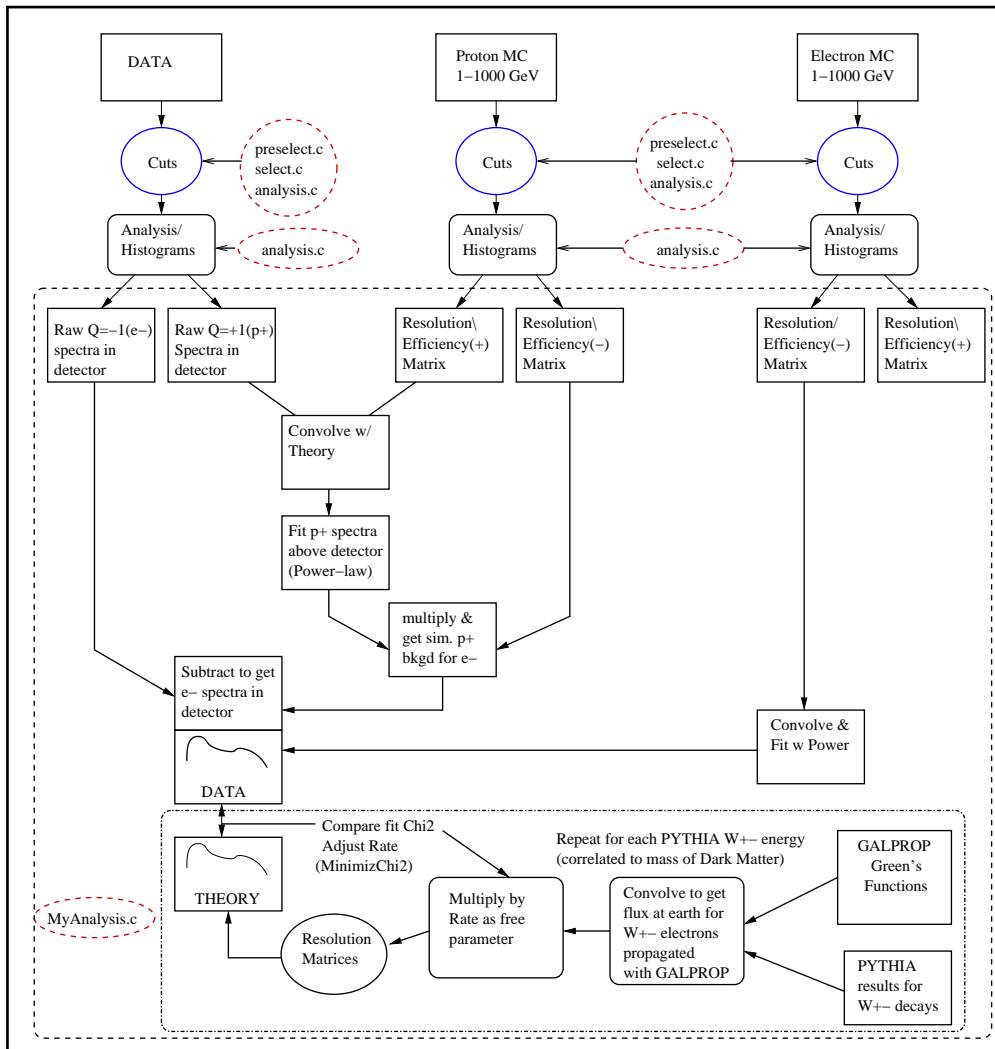 DATA
Proton MC
1−1000 GeV
Electron MC
1−1000 GeV
Cuts
preselect.c
select.c
analysis.c
Cuts
preselect.c
select.c
analysis.c
Cuts
Analysis/
Histograms
analysis.c
Analysis/
Histograms
analysis.c
Analysis/
Histograms
Raw Q=−1(e−)
spectra in
detector
Raw Q=+1(p+)
Spectra in
detector
Resolution\
Efficiency(+)
Matrix
Resolution\
Efficiency(−)
Matrix
Resolution/
Efficiency(−)
Matrix
Resolution\
Efficiency(+)
Matrix
Convolve w/
Theory
Fit p+ spectra
above detector
(Power−law)
multiply &
get sim. p+
bkgd for e−
Subtract to get
e− spectra in
detector
DATA
Convolve &
Fit w Power
Compare fit Chi2
Adjust Rate
(MinimizChi2)
Repeat for each PYTHIA W+− energy
(correlated to mass of Dark Matter)
GALPROP
Green's
Functions
THEORY
MyAnalysis.c
Resolution
Matrices
Multiply by
Rate as free
parameter
Convolve to get
flux at earth for
W+− electrons
propagated
with GALPROP
PYTHIA
results for
W+− decays